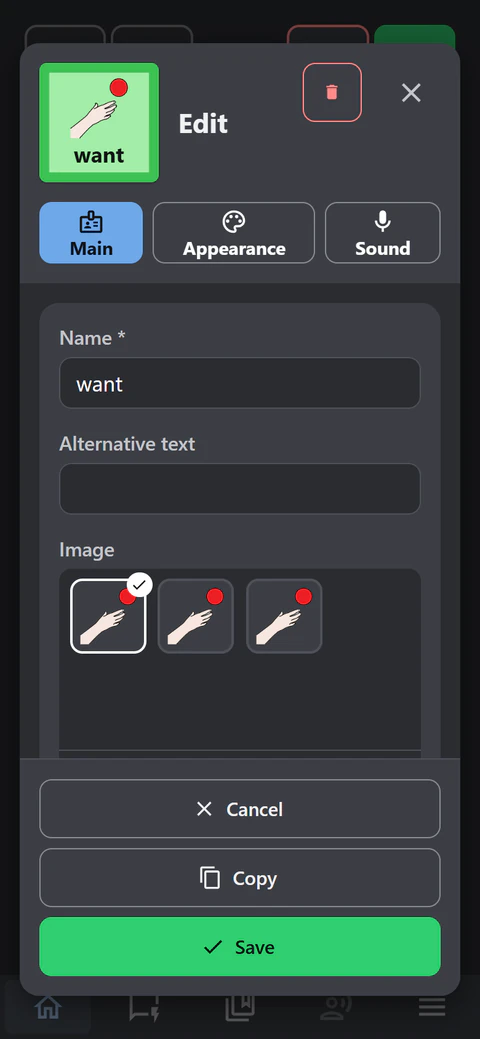 want
Edit
Main
Appearance
Sound
Name *
want
Alternative text
Image
Cancel
Copy
Save